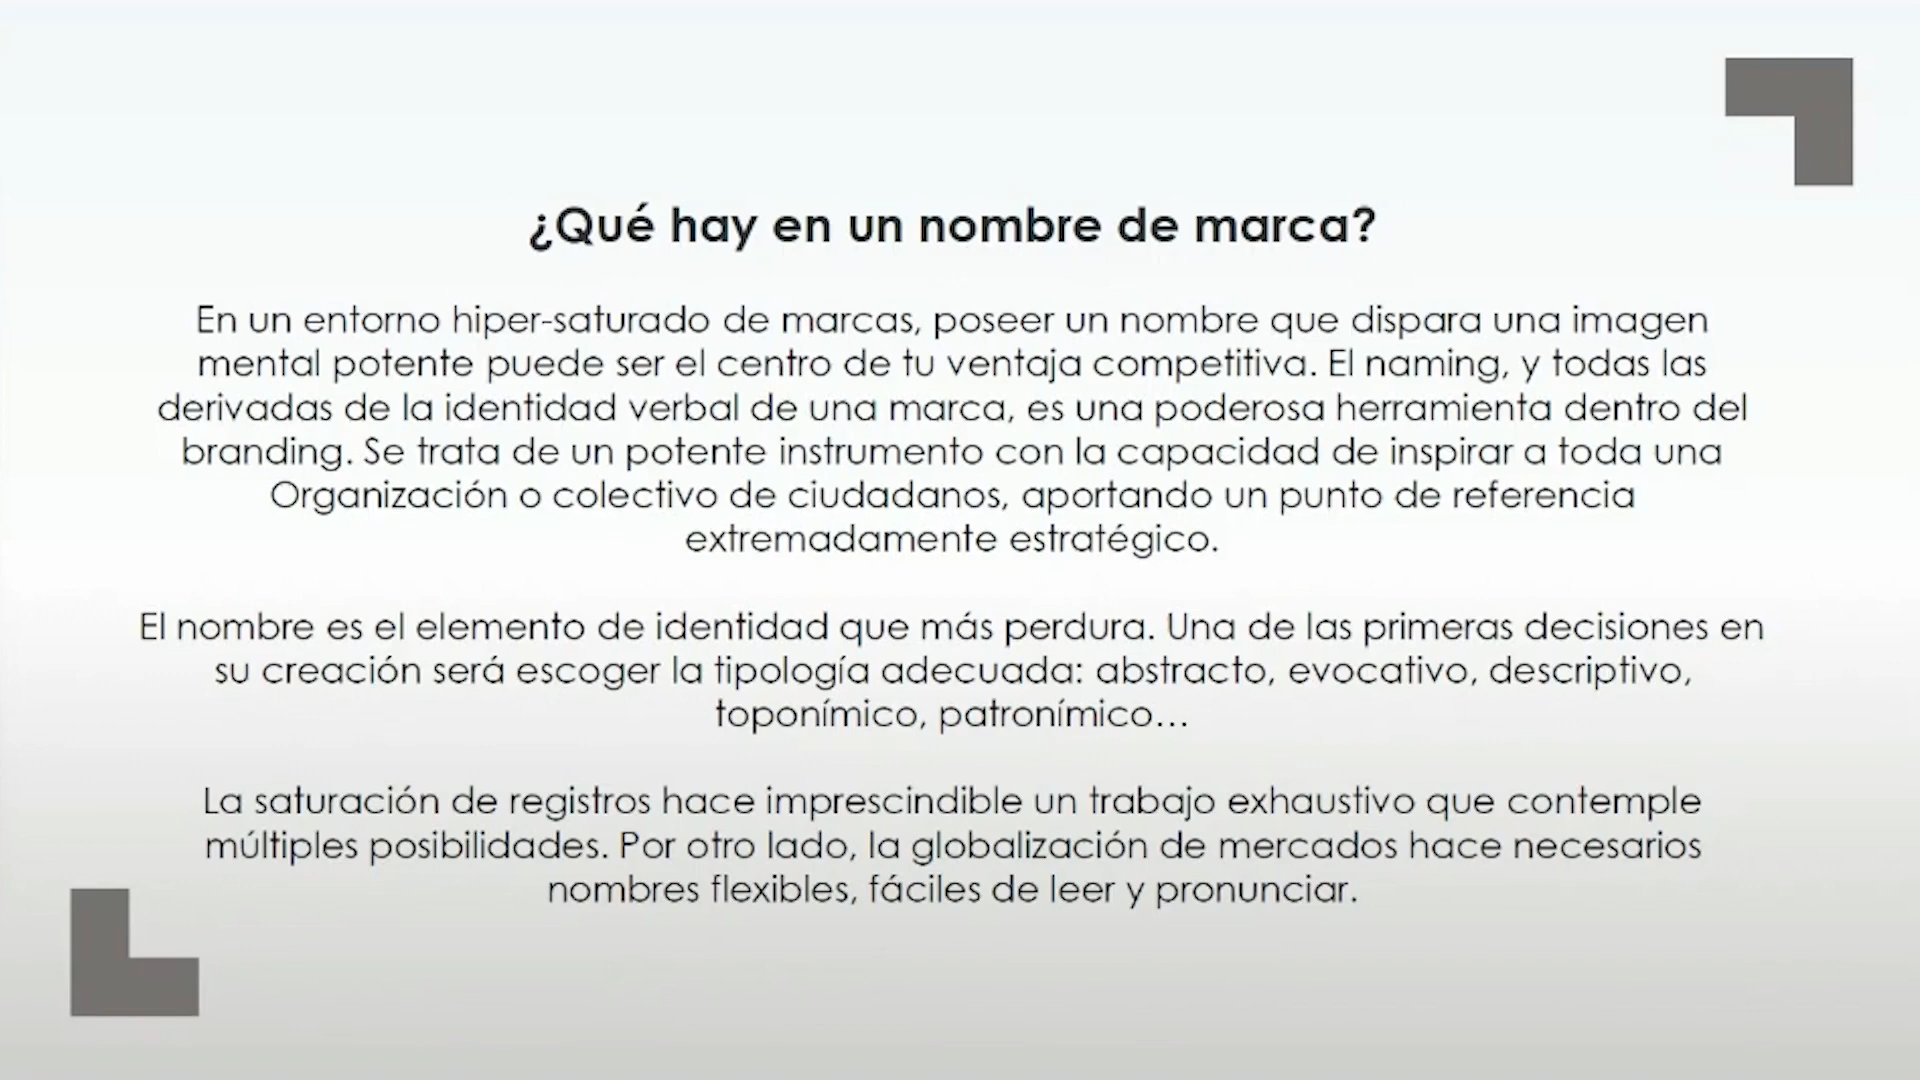 ¿Qué hay en un nombre de marca?
En un entorno hiper-saturado de marcas, poseer un nombre que dispara una imagen
mental potente puede ser el centro de tu ventaja competitiva. El naming, y todas las
derivadas de la identidad verbal de una marca, es una poderosa herramienta dentro del
branding. Se trata de un potente instrumento con la capacidad de inspirar a toda una
Organización o colectivo de ciudadanos, aportando un punto de referencia
extremadamente estratégico.
El nombre es el elemento de identidad que más perdura. Una de las primeras decisiones en
su creación será escoger la tipología adecuada: abstracto, evocativo, descriptivo,
toponímico, patronímico...
La saturación de registros hace imprescindible un trabajo exhaustivo que contemple
múltiples posibilidades. Por otro lado, la globalización de mercados hace necesarios
nombres flexibles, fáciles de leer y pronunciar.